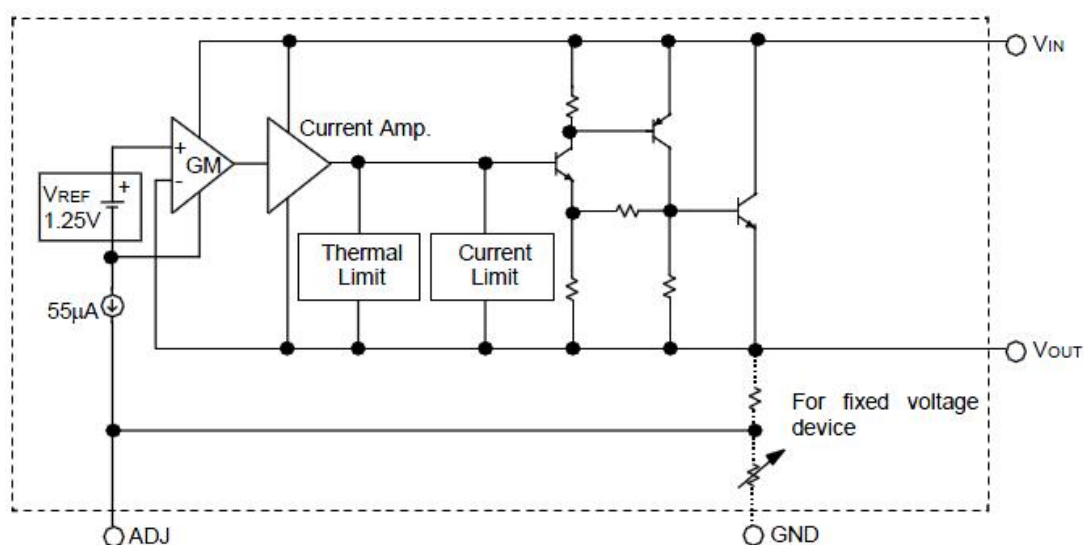 VIN
Current Amp.
+
GM
-
VREF
+
1.25V
Thermal
Limit
Current
Limit
55μA
VOUT
For fixed voltage
device
ADJ
GND